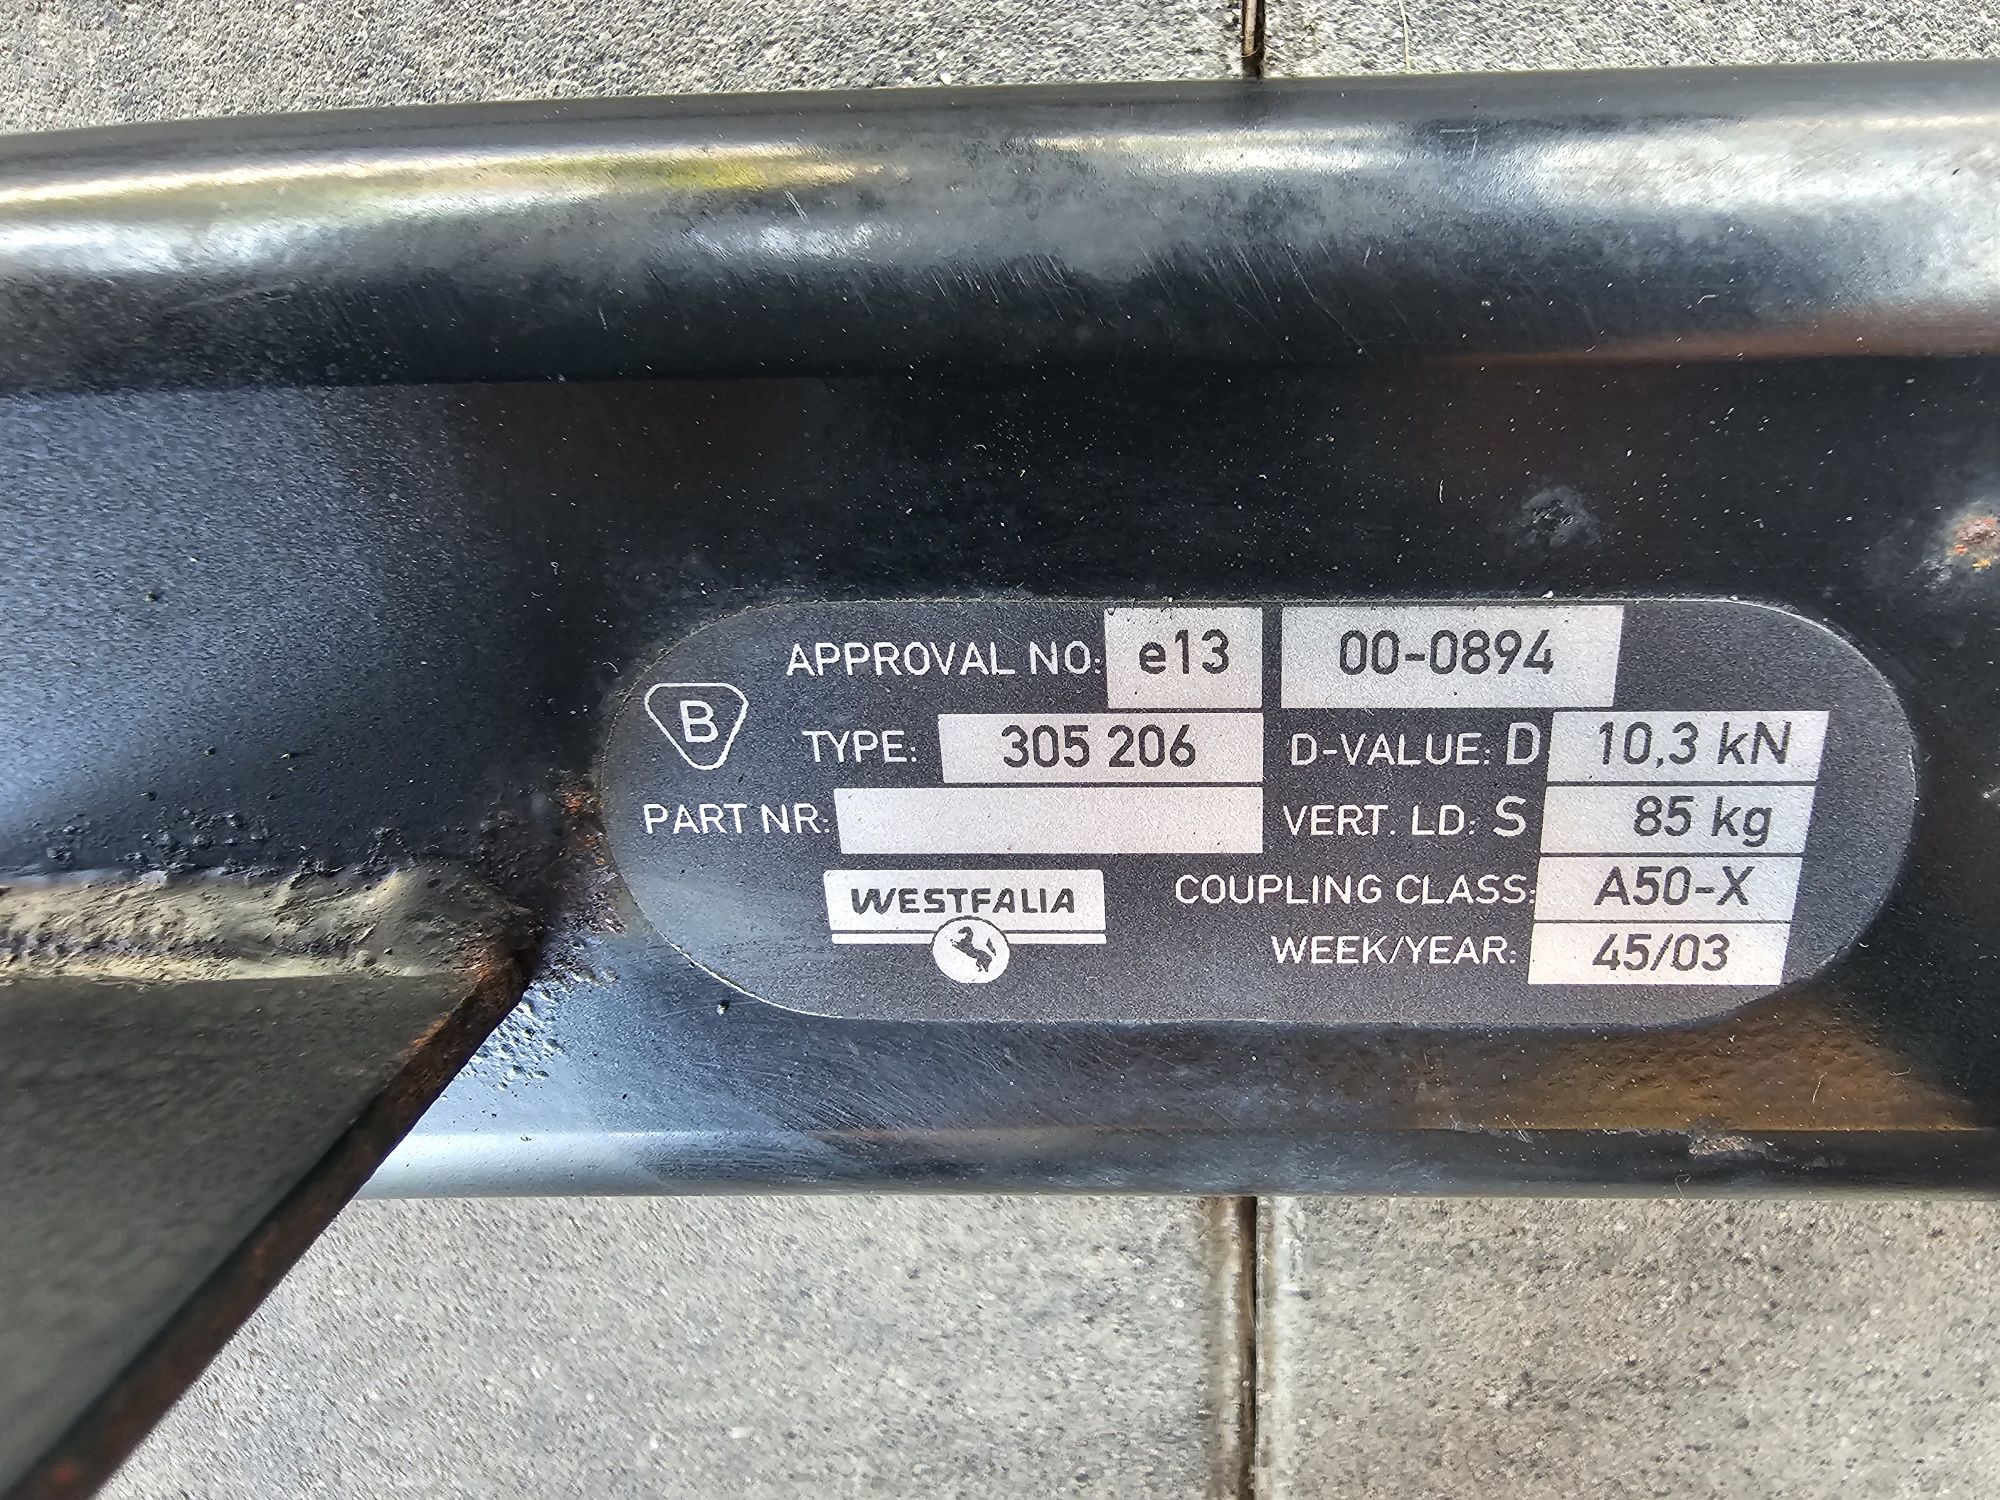 APPROVAL NO: e13 00-0894
B
TYPE: 305 206 D-VALUE: D 10,3 kN
PART NR: VERT. LD: S 85 kg
WESTFALIA COUPLING CLASS: A50-X
WEEK/YEAR: 45/03